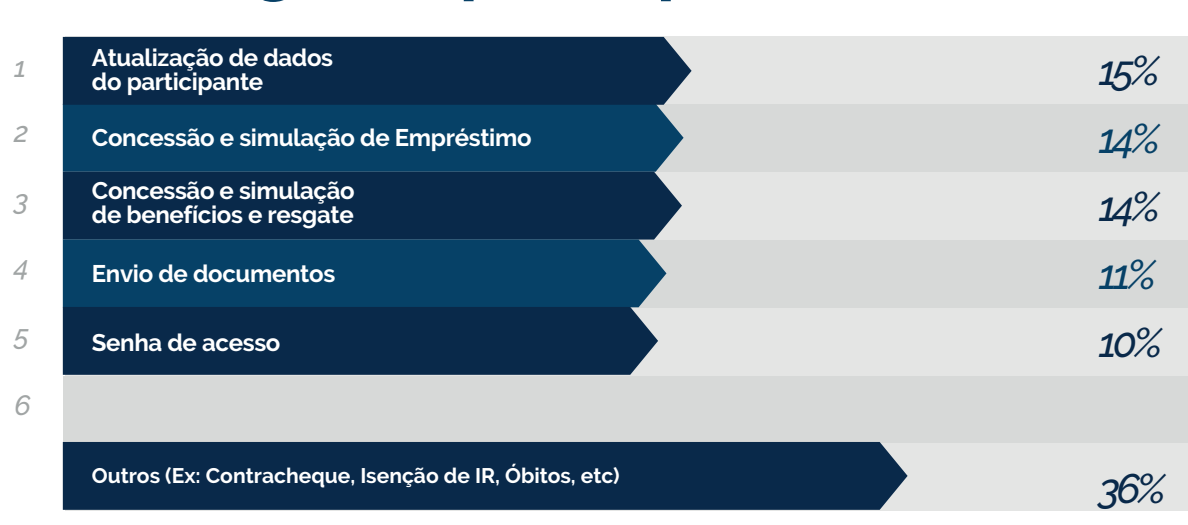 1
Atualização de dados
do participante
15%
2
Concessão e simulação de Empréstimo
14%
3
Concessão e simulação
de benefícios e resgate
14%
4
Envio de documentos
11%
5
Senha de acesso
10%
6
Outros (Ex: Contracheque, Isenção de IR, Óbitos, etc)
36%